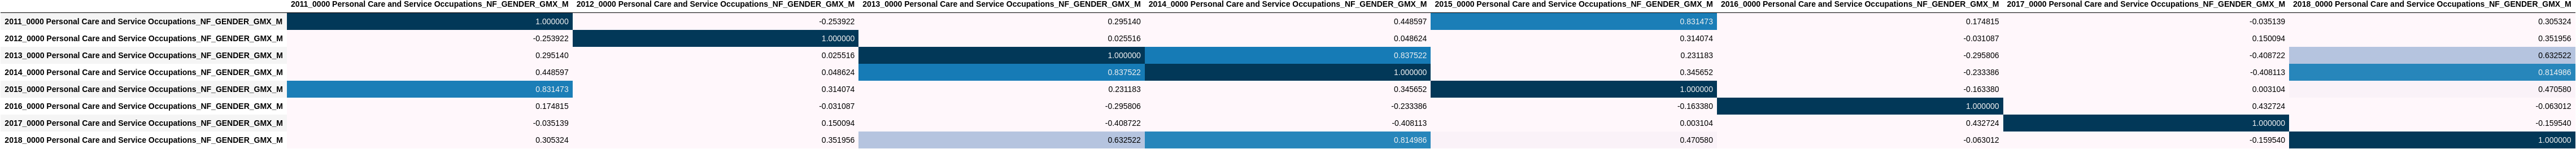 2011_0000 Personal Care and Service Occupations_NF_GENDER_GMX_M 2012_0000 Personal Care and Service Occupations_NF_GENDER_GMX_M 2013_0000 Personal Care and Service Occupations_NF_GENDER_GMX_M 2014_0000 Personal Care and Service Occupations_NF_GENDER_GMX_M 2015_0000 Personal Care and Service Occupations_NF_GENDER_GMX_M 2016_0000 Personal Care and Service Occupations_NF_GENDER_GMX_M 2017_0000 Personal Care and Service Occupations_NF_GENDER_GMX_M 2018_0000 Personal Care and Service Occupations_NF_GENDER_GMX_M
2011_0000 Personal Care and Service Occupations_NF_GENDER_GMX_M 1.000000 -0.253922 0.295140 0.448597 0.831473 0.174815 -0.035139 0.305324
2012_0000 Personal Care and Service Occupations_NF_GENDER_GMX_M -0.253922 1.000000 0.025516 0.048624 0.314074 -0.031087 0.150094 0.351956
2013_0000 Personal Care and Service Occupations_NF_GENDER_GMX_M 0.295140 0.025516 1.000000 0.837522 0.231183 -0.295806 -0.408722 0.632522
2014_0000 Personal Care and Service Occupations_NF_GENDER_GMX_M 0.448597 0.048624 0.837522 1.000000 0.345652 -0.233386 -0.408113 0.814986
2015_0000 Personal Care and Service Occupations_NF_GENDER_GMX_M 0.831473 0.314074 0.231183 0.345652 1.000000 -0.163380 0.003104 0.470580
2016_0000 Personal Care and Service Occupations_NF_GENDER_GMX_M 0.174815 -0.031087 -0.295806 -0.233386 -0.163380 1.000000 0.432724 -0.063012
2017_0000 Personal Care and Service Occupations_NF_GENDER_GMX_M -0.035139 0.150094 -0.408722 -0.408113 0.003104 0.432724 1.000000 -0.159540
2018_0000 Personal Care and Service Occupations_NF_GENDER_GMX_M 0.305324 0.351956 0.632522 0.814986 0.470580 -0.063012 -0.159540 1.000000